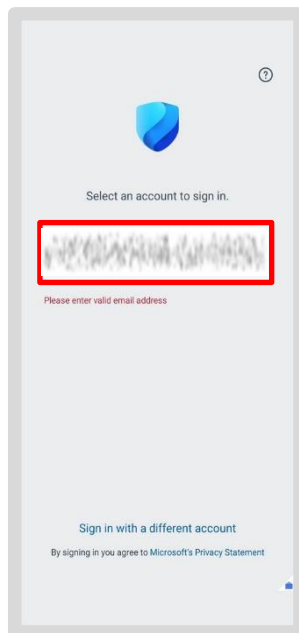 Select an account to sign in.
Please enter valid email address
Sign in with a different account
By signing in you agree to Microsoft's Privacy Statement